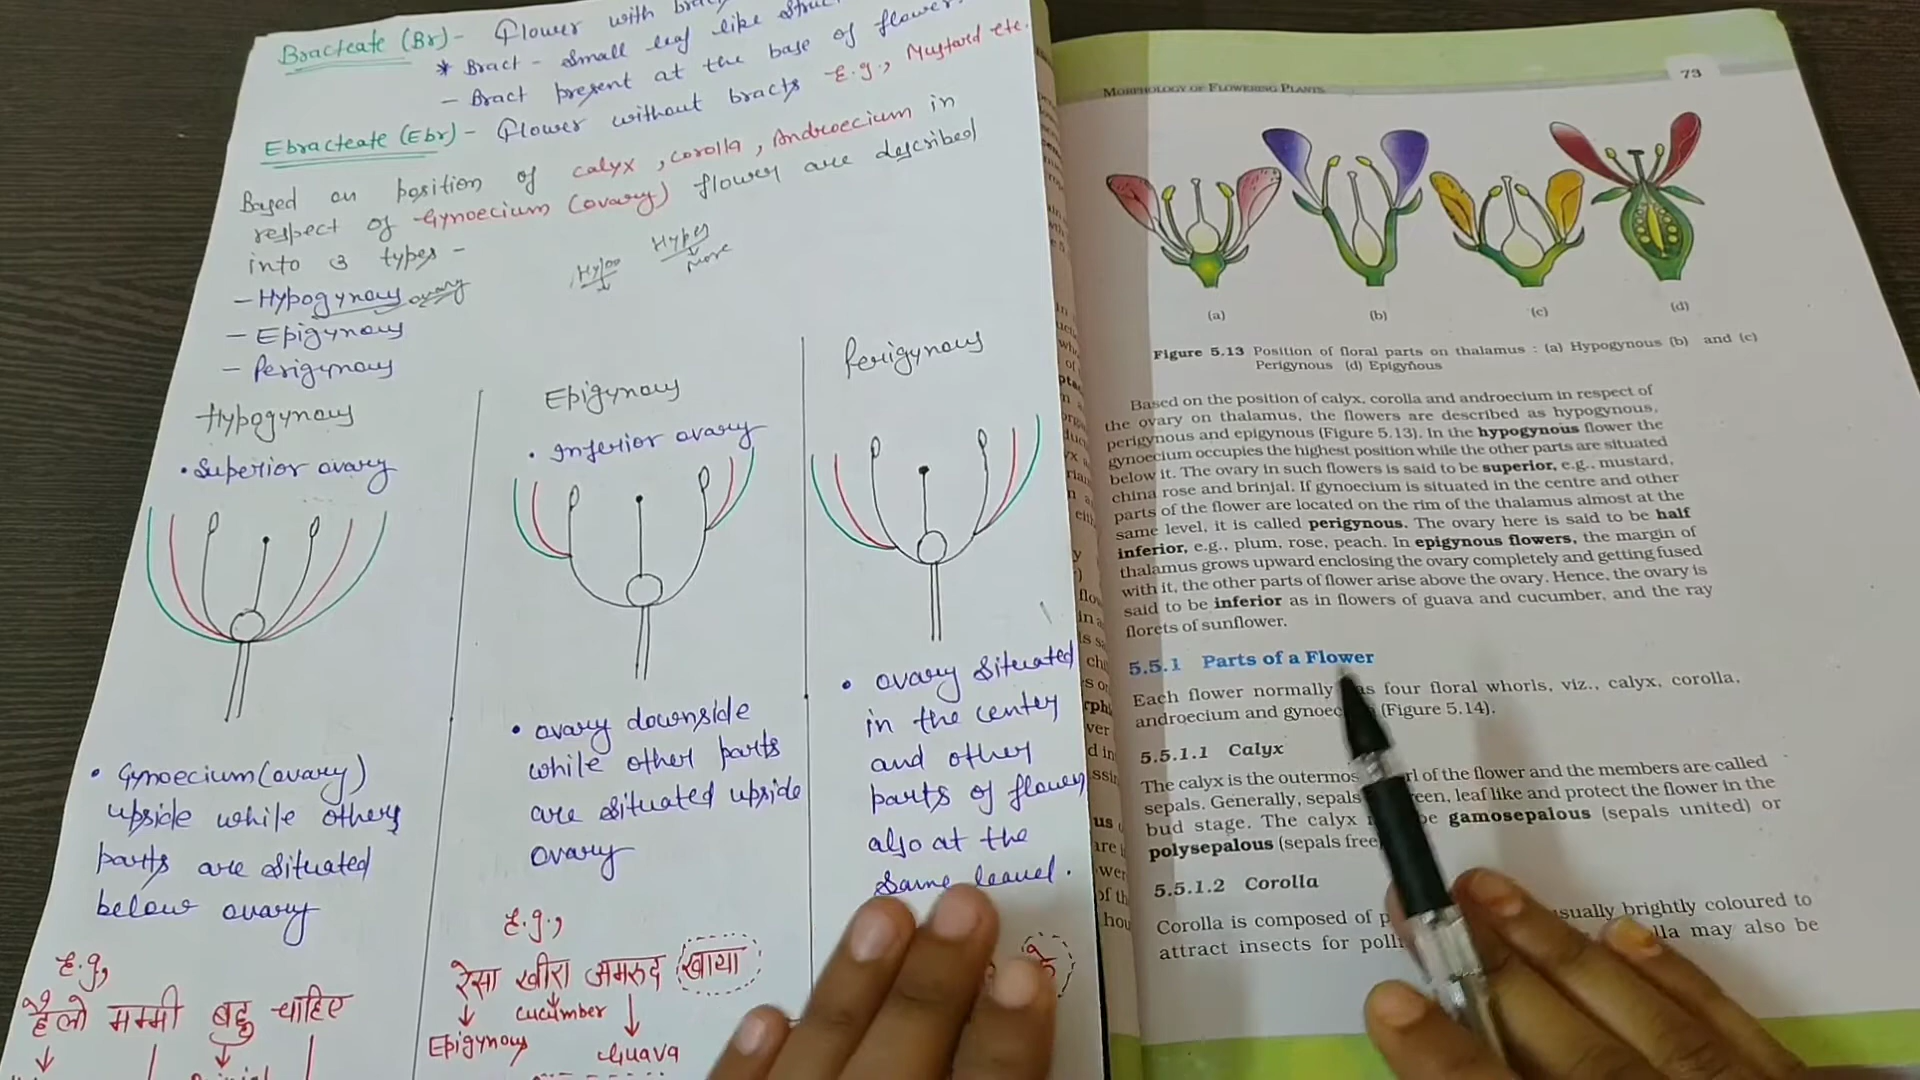 Bracteate (Br) - Flower with
* Bract - small leaf like
- Bract present at the base of flower.
Ebracteate (Ebr) - Flower without bracts E.g., Mustard etc.
Based on position of calyx, corolla, Androecium in
respect of Gynoecium (ovary) flower are described
into 3 types -
- Hypogynous ovary
- Epigynous
- Perigynous
Hypo
Hyper
more
Hypogynous
• Superior ovary
• Gynoecium (ovary)
upside while others
parts are situated
below ovary
E.g,
हैलो मम्मी बहू चाहिए
Epigynous
• Inferior ovary
• ovary downside
while other parts
are situated upside
ovary
E.g.,
रेसा खीरा अमरुद खाया
cucumber
Epigynous
Guava
Perigynous
• ovary situated
in the center
and other
parts of flower
also at the
same leavel.
MORPHOLOGY OF FLOWERING PLANTS
73
(a)
(b)
(c)
(d)
Figure 5.13 Position of floral parts on thalamus : (a) Hypogynous (b) and (c)
Perigynous (d) Epigynous
Based on the position of calyx, corolla and androecium in respect of
the ovary on thalamus, the flowers are described as hypogynous,
perigynous and epigynous (Figure 5.13). In the hypogynous flower the
gynoecium occupies the highest position while the other parts are situated
below it. The ovary in such flowers is said to be superior, e.g., mustard,
china rose and brinjal. If gynoecium is situated in the centre and other
parts of the flower are located on the rim of the thalamus almost at the
same level, it is called perigynous. The ovary here is said to be half
inferior, e.g., plum, rose, peach. In epigynous flowers, the margin of
thalamus grows upward enclosing the ovary completely and getting fused
with it, the other parts of flower arise above the ovary. Hence, the ovary is
said to be inferior as in flowers of guava and cucumber, and the ray
florets of sunflower.
5.5.1 Parts of a Flower
Each flower normally four floral whorls, viz., calyx, corolla,
androecium and (Figure 5.14).
5.5.1.1 Calyx
The calyx is the of the flower and the members are called
sepals. Generally, sepals leaf like and protect the flower in the
bud stage. The calyx gamosepalous (sepals united) or
polysepalous (sepals
5.5.1.2 Corolla
Corolla is composed of brightly coloured to
attract insects for may also be